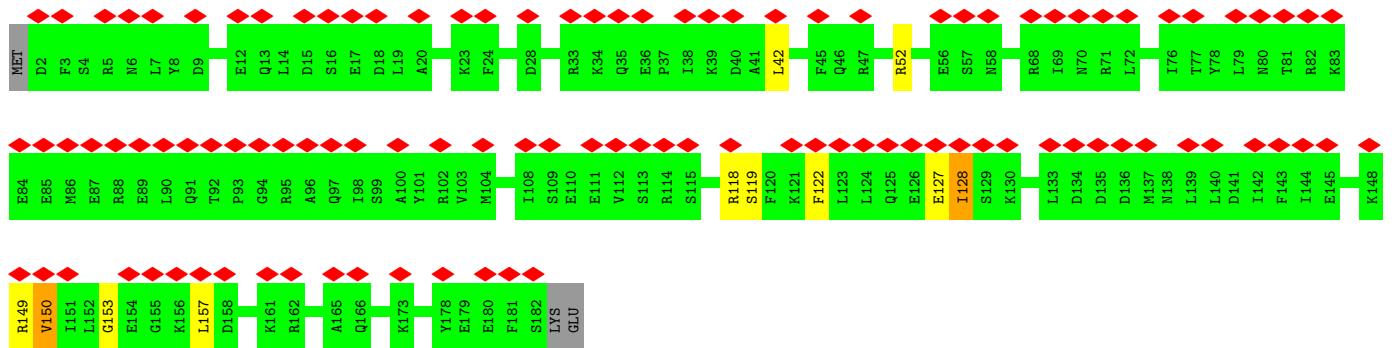 MET D2 F3 S4 R5 N6 L7 Y8 D9 E12 Q13 L14 D15 S16 E17 D18 L19 A20 K23 F24 D28 R33 K34 Q35 E36 P37 I38 K39 D40 A41 L42 F45 Q46 R47 R52 E56 S57 N58 R68 I69 N70 R71 L72 I76 T77 Y78 L79 N80 T81 R82 K83
E84 E85 M86 E87 R88 E89 L90 Q91 T92 P93 G94 R95 A96 Q97 I98 S99 A100 Y101 R102 V103 M104 I108 S109 E110 E111 V112 S113 R114 S115 R118 S119 F120 K121 F122 L123 L124 Q125 E126 E127 I128 S129 K130 L133 D134 D135 D136 M137 N138 L139 L140 D141 I142 F143 I144 E145 K148
R149 V150 I151 L152 G153 E154 G155 K156 L157 D158 K161 R162 A165 Q166 K173 Y178 E179 E180 F181 S182 LYS GLU